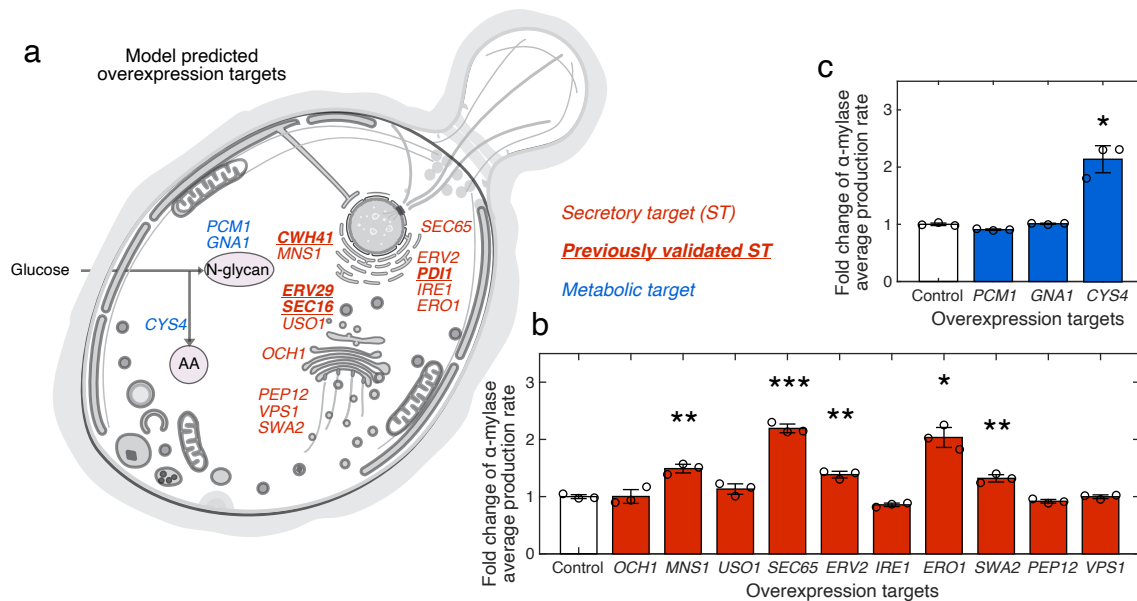 a
Model predicted
overexpression targets
Glucose
PCM1
GNA1
N-glycan
CYS4
AA
CWH41
MNS1
SEC65
ERV2
PDI1
IRE1
ERO1
ERV29
SEC16
USO1
OCH1
PEP12
VPS1
SWA2
Secretory target (ST)
Previously validated ST
Metabolic target
c
Fold change of α-mylase
average production rate
3
2
1
0
*
Control PCM1 GNA1 CYS4
Overexpression targets
b
Fold change of α-mylase
average production rate
3
2
1
0
** *** ** * **
Control OCH1 MNS1 USO1 SEC65 ERV2 IRE1 ERO1 SWA2 PEP12 VPS1
Overexpression targets